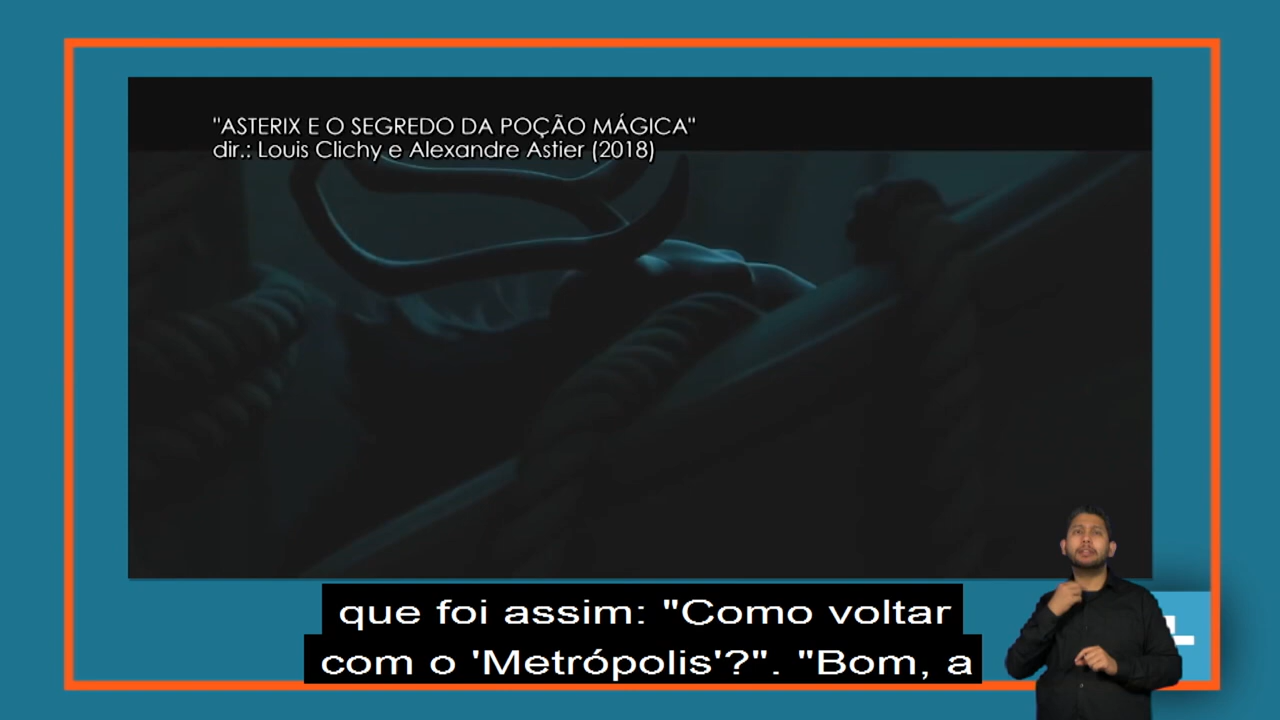 "ASTERIX E O SEGREDO DA POÇÃO MÁGICA"
dir.: Louis Clichy e Alexandre Astier (2018)
que foi assim: "Como voltar
com o 'Metrópolis'?". "Bom, a